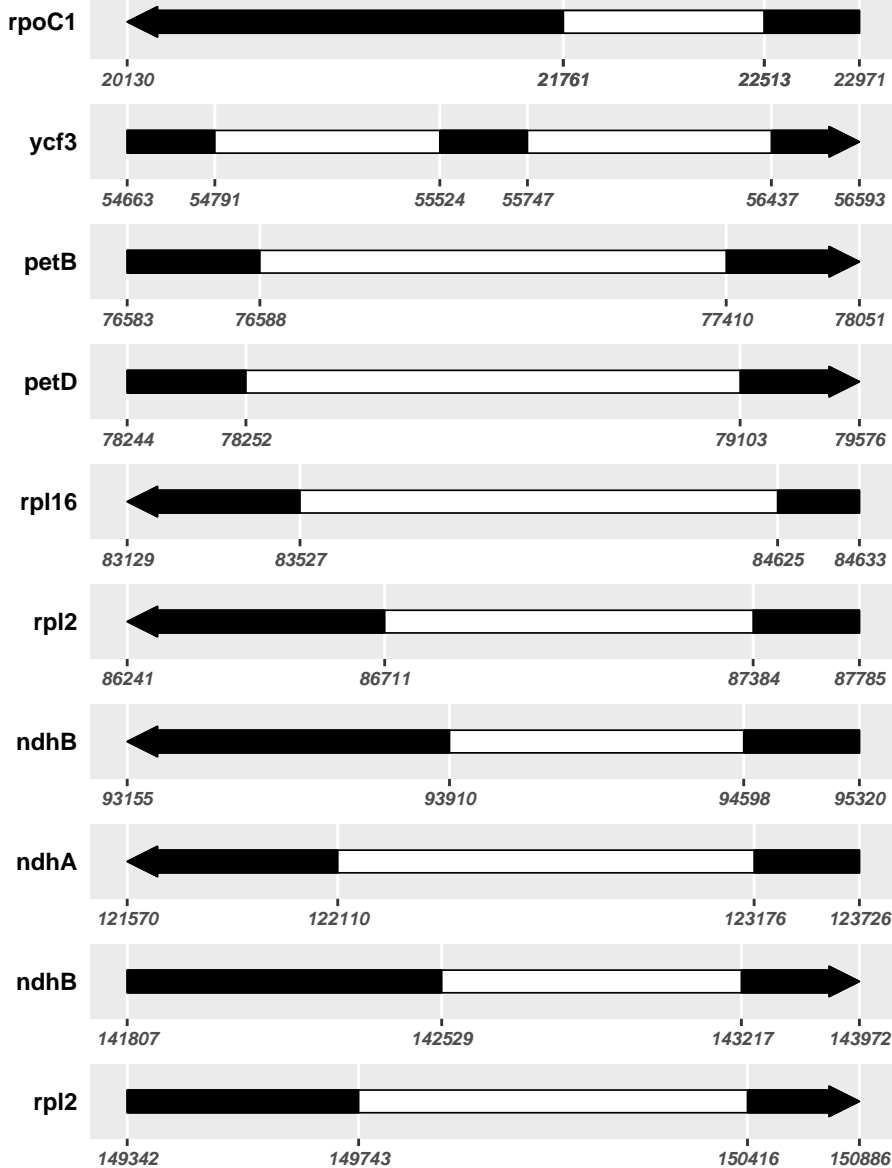 rpoC1
20130 21761 22513 22971
ycf3
54663 54791 55524 55747 56437 56593
petB
76583 76588 77410 78051
petD
78244 78252 79103 79576
rpl16
83129 83527 84625 84633
rpl2
86241 86711 87384 87785
ndhB
93155 93910 94598 95320
ndhA
121570 122110 123176 123726
ndhB
141807 142529 143217 143972
rpl2
149342 149743 150416 150886